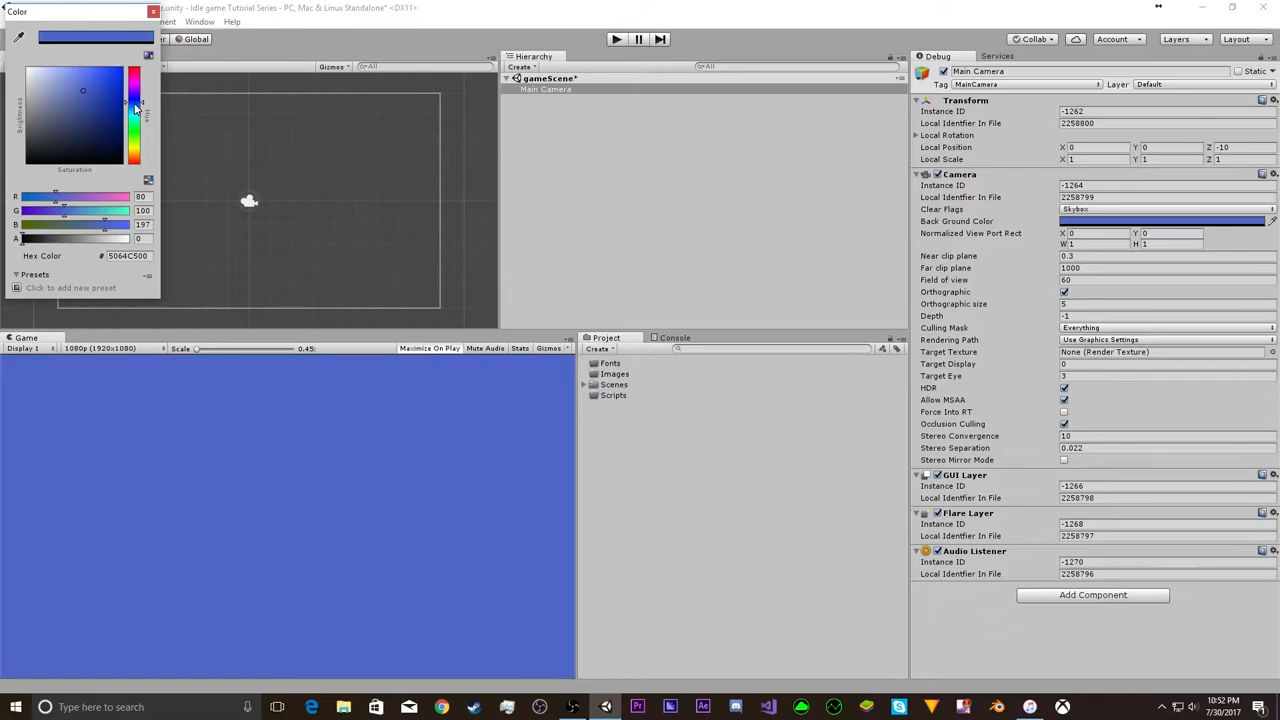 Color
.unity - Idle game Tutorial Series - PC, Mac & Linux Standalone* <DX11>
Window Help
Global
Collab
Account
Layers
Layout
Gizmos
All
Hierarchy
Create
All
gameScene*
Main Camera
Brightness
Hue
Saturation
R 80
G 100
B 197
A 0
Hex Color # 5064C500
Presets
Click to add new preset
Game
Display 1
1080p (1920x1080)
Scale
0.45:
Maximize On Play
Mute Audio
Stats
Gizmos
Project
Console
Create
Fonts
Images
Scenes
Scripts
Debug
Services
Main Camera
Static
Tag MainCamera
Layer Default
Transform
Instance ID -1262
Local Identfier In File 2258800
Local Rotation
Local Position X 0 Y 0 Z -10
Local Scale X 1 Y 1 Z 1
Camera
Instance ID -1264
Local Identfier In File 2258799
Clear Flags Skybox
Back Ground Color
Normalized View Port Rect X 0 Y 0
W 1 H 1
Near clip plane 0.3
Far clip plane 1000
Field of view 60
Orthographic
Orthographic size 5
Depth -1
Culling Mask Everything
Rendering Path Use Graphics Settings
Target Texture None (Render Texture)
Target Display 0
Target Eye 3
HDR
Allow MSAA
Force Into RT
Occlusion Culling
Stereo Convergence 10
Stereo Separation 0.022
Stereo Mirror Mode
GUI Layer
Instance ID -1266
Local Identfier In File 2258798
Flare Layer
Instance ID -1268
Local Identfier In File 2258797
Audio Listener
Instance ID -1270
Local Identfier In File 2258796
Add Component
Type here to search
10:52 PM
7/30/2017